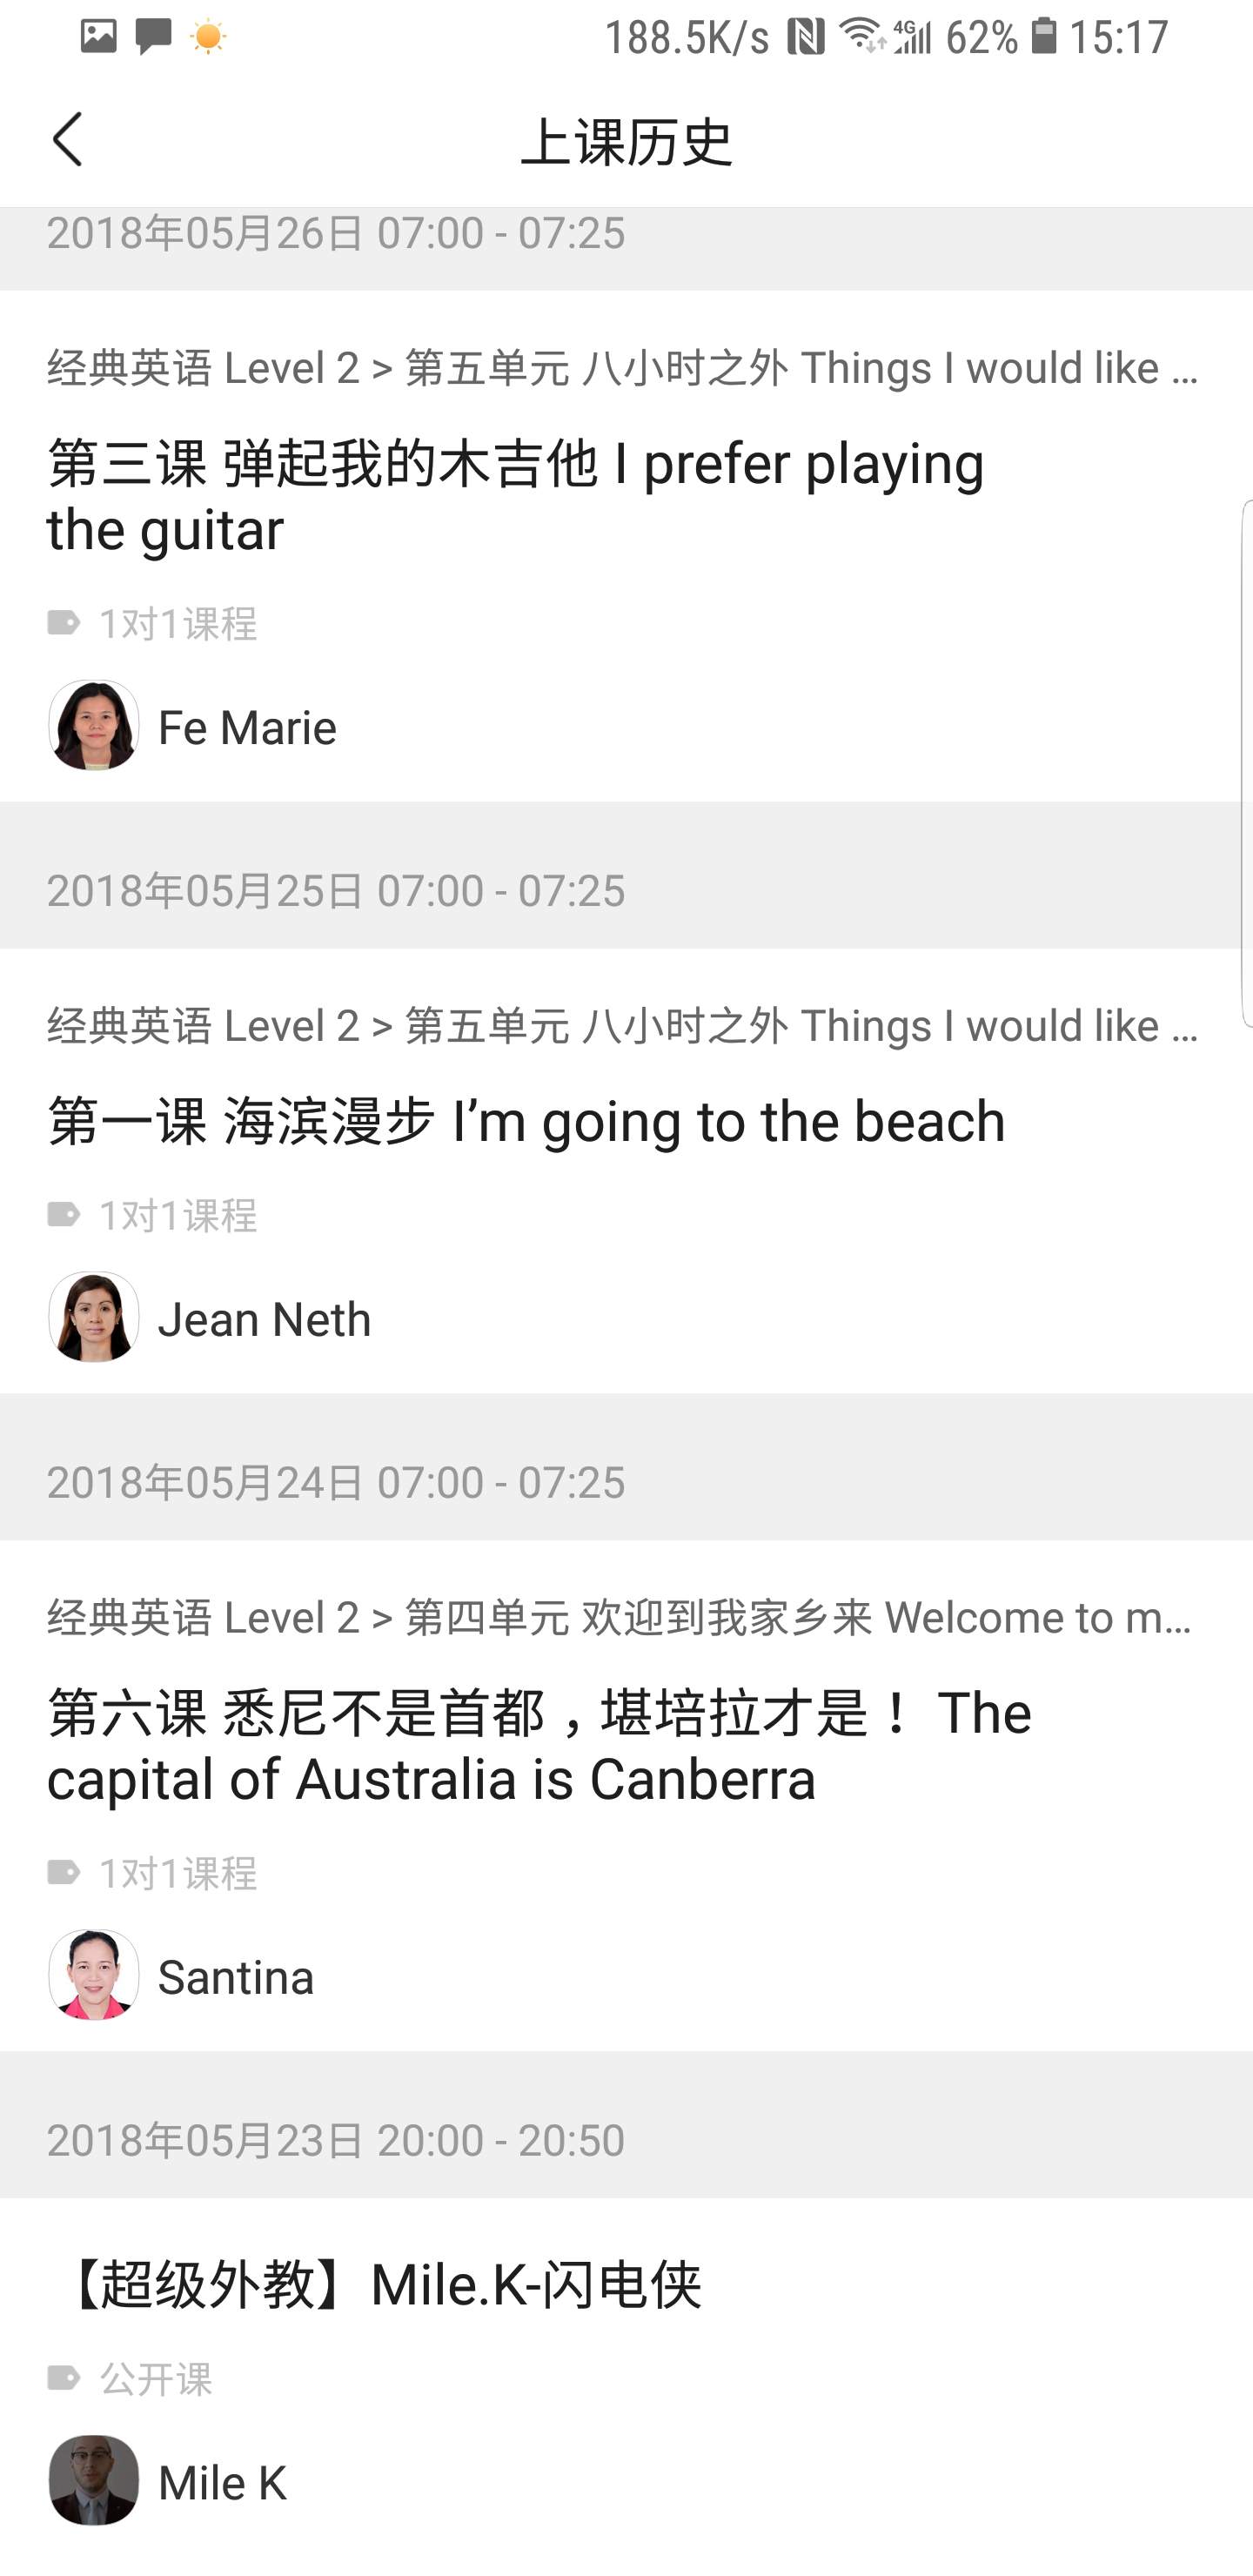 188.5K/s 4G 62% 15:17
上课历史
2018年05月26日 07:00 - 07:25
经典英语 Level 2 > 第五单元 八小时之外 Things I would like ...
第三课 弹起我的木吉他 I prefer playing
the guitar
1对1课程
Fe Marie
2018年05月25日 07:00 - 07:25
经典英语 Level 2 > 第五单元 八小时之外 Things I would like ...
第一课 海滨漫步 I’m going to the beach
1对1课程
Jean Neth
2018年05月24日 07:00 - 07:25
经典英语 Level 2 > 第四单元 欢迎到我家乡来 Welcome to m...
第六课 悉尼不是首都，堪培拉才是！ The
capital of Australia is Canberra
1对1课程
Santina
2018年05月23日 20:00 - 20:50
【超级外教】Mile.K-闪电侠
公开课
Mile K